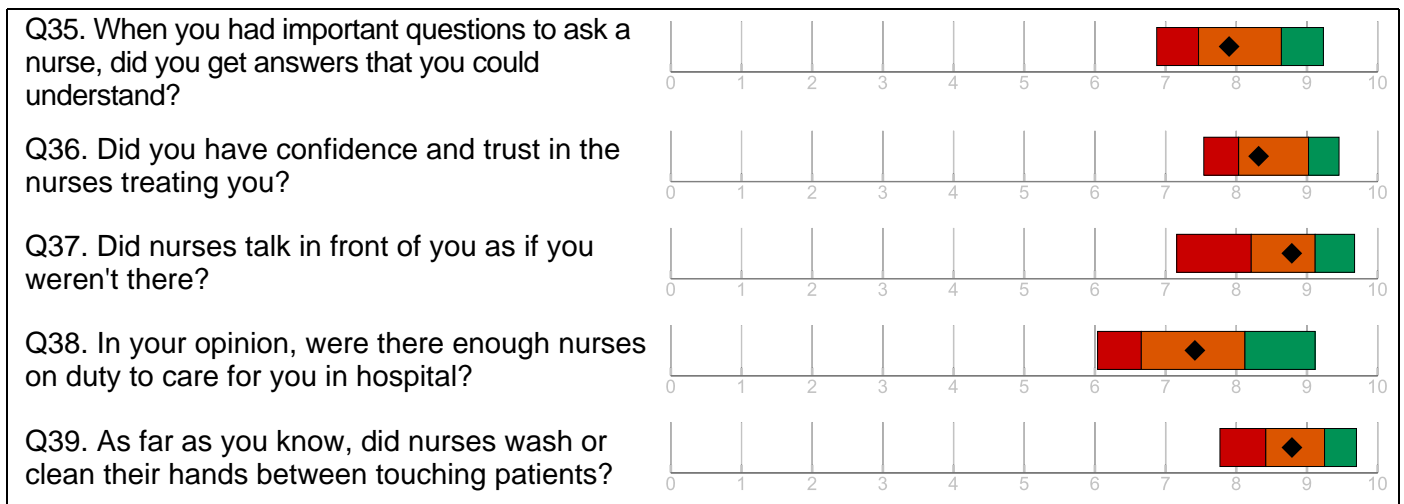 Q35. When you had important questions to ask a
nurse, did you get answers that you could
understand?
0 1 2 3 4 5 6 7 8 9 10
Q36. Did you have confidence and trust in the
nurses treating you?
0 1 2 3 4 5 6 7 8 9 10
Q37. Did nurses talk in front of you as if you
weren't there?
0 1 2 3 4 5 6 7 8 9 10
Q38. In your opinion, were there enough nurses
on duty to care for you in hospital?
0 1 2 3 4 5 6 7 8 9 10
Q39. As far as you know, did nurses wash or
clean their hands between touching patients?
0 1 2 3 4 5 6 7 8 9 10